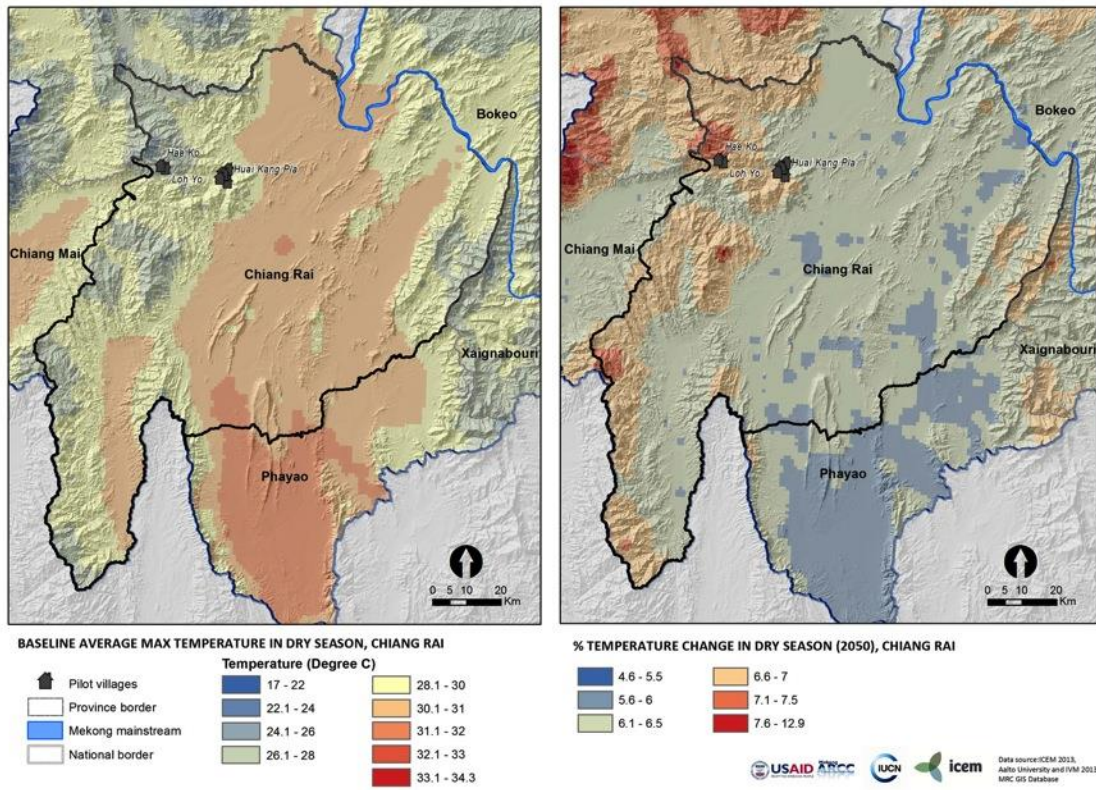 Bokeo
Hae Ko
Loh Yo
Huai Kang Pla
Chiang Mai
Chiang Rai
Xaignabouri
Phayao
0 5 10 20
Km
Bokeo
Hae Ko
Loh Yo
Huai Kang Pla
Chiang Mai
Chiang Rai
Xaignabouri
Phayao
0 5 10 20
Km
BASELINE AVERAGE MAX TEMPERATURE IN DRY SEASON, CHIANG RAI
Pilot villages
Province border
Mekong mainstream
National border
Temperature (Degree C)
17 - 22
22.1 - 24
24.1 - 26
26.1 - 28
28.1 - 30
30.1 - 31
31.1 - 32
32.1 - 33
33.1 - 34.3
% TEMPERATURE CHANGE IN DRY SEASON (2050), CHIANG RAI
4.6 - 5.5
5.6 - 6
6.1 - 6.5
6.6 - 7
7.1 - 7.5
7.6 - 12.9
USAID
ARCC
IUCN
icem
Data source:ICEM 2013,
Aalto University and IVM 2013
MRC GIS Database